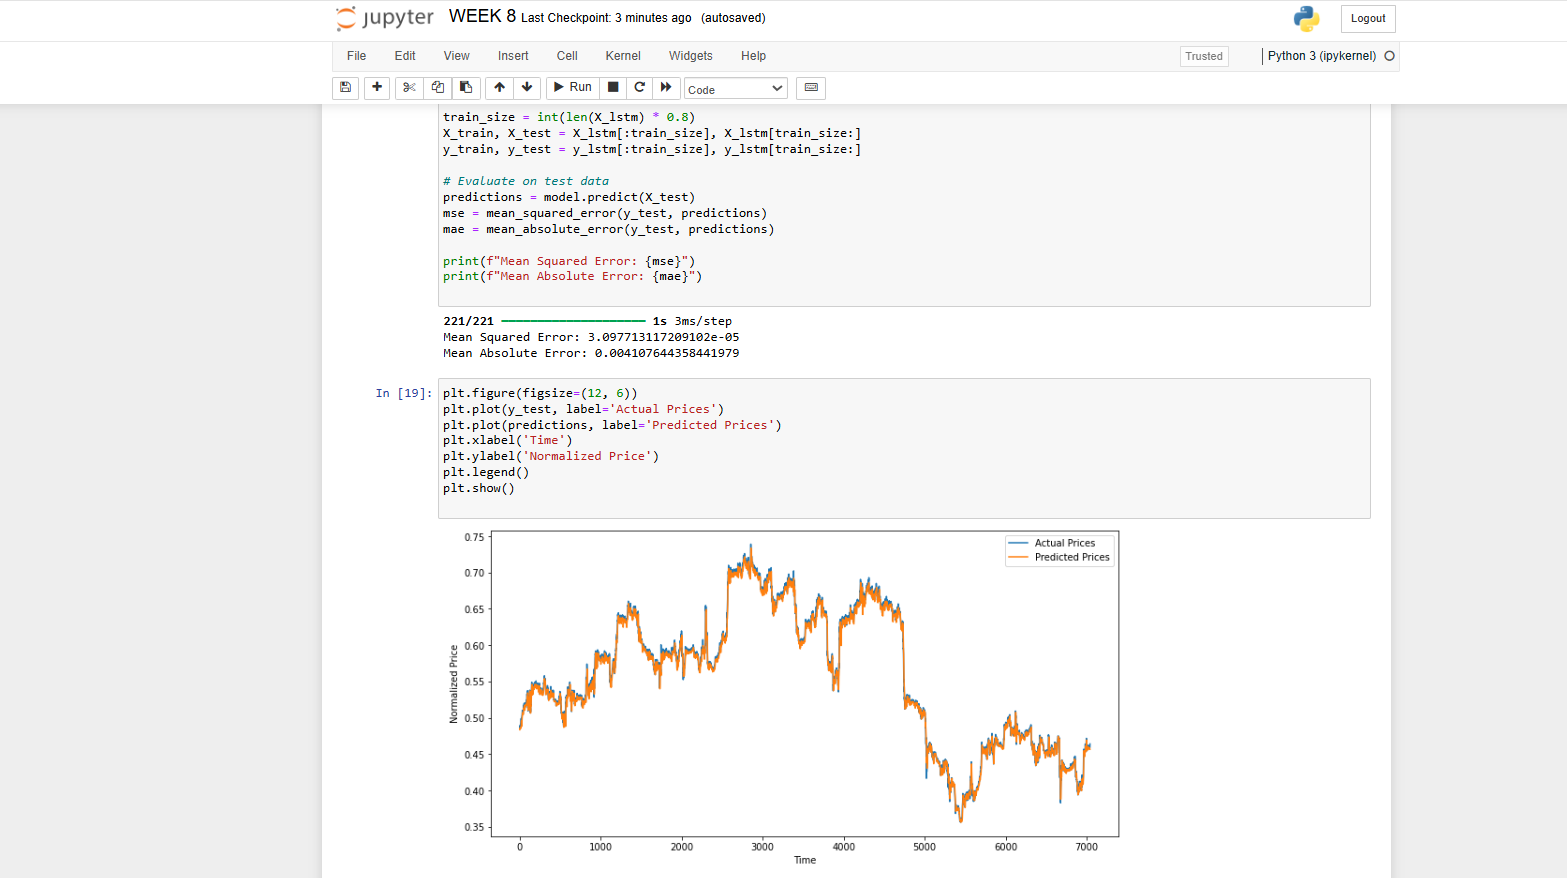 jupyter WEEK 8 Last Checkpoint: 3 minutes ago (autosaved)
Logout
File Edit View Insert Cell Kernel Widgets Help
Trusted
Python 3 (ipykernel)
Run
Code
train_size = int(len(X_lstm) * 0.8)
X_train, X_test = X_lstm[:train_size], X_lstm[train_size:]
y_train, y_test = y_lstm[:train_size], y_lstm[train_size:]
# Evaluate on test data
predictions = model.predict(X_test)
mse = mean_squared_error(y_test, predictions)
mae = mean_absolute_error(y_test, predictions)
print(f"Mean Squared Error: {mse}")
print(f"Mean Absolute Error: {mae}")
221/221 ━━━━━━━━━━━━━━━━━━━━ 1s 3ms/step
Mean Squared Error: 3.097713117209102e-05
Mean Absolute Error: 0.004107644358441979
In [19]:
plt.figure(figsize=(12, 6))
plt.plot(y_test, label='Actual Prices')
plt.plot(predictions, label='Predicted Prices')
plt.xlabel('Time')
plt.ylabel('Normalized Price')
plt.legend()
plt.show()
Actual Prices
Predicted Prices
0.75
0.70
0.65
0.60
0.55
0.50
0.45
0.40
0.35
Normalized Price
0 1000 2000 3000 4000 5000 6000 7000
Time